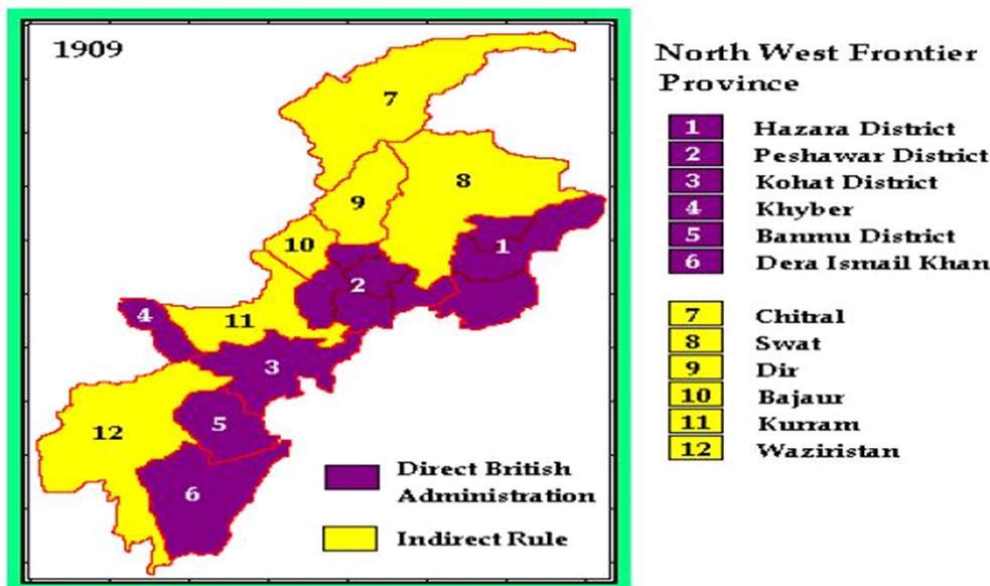 1909
7
8
9
10
1
2
4
11
3
12
5
6
Direct British
Administration
Indirect Rule
North West Frontier
Province
1 Hazara District
2 Peshawar District
3 Kohat District
4 Khyber
5 Banmu District
6 Dera Ismail Khan
7 Chitral
8 Swat
9 Dir
10 Bajaur
11 Kurram
12 Waziristan